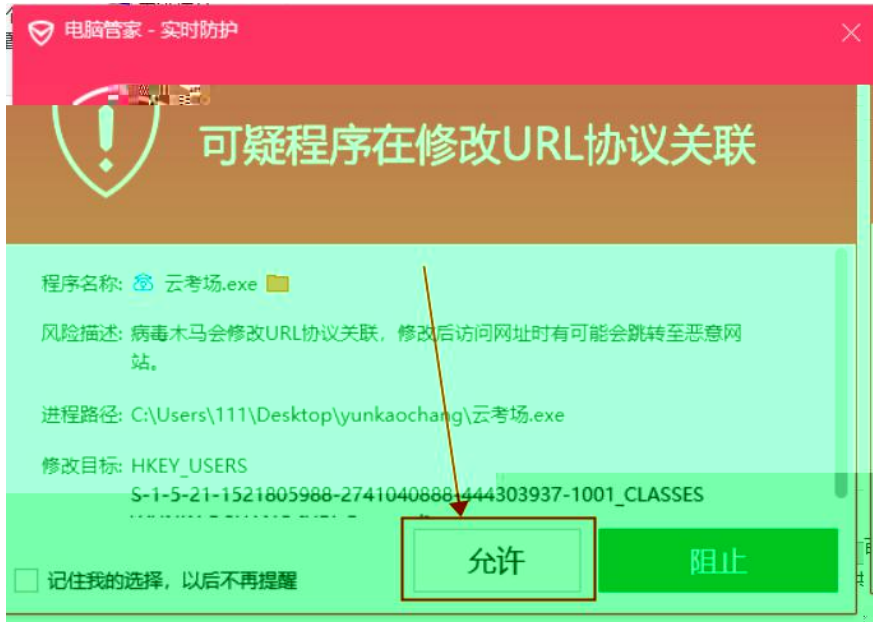 电脑管家 - 实时防护
可疑程序在修改URL协议关联
程序名称: 云考场.exe
风险描述: 病毒木马会修改URL协议关联，修改后访问网址时有可能会跳转至恶意网
站。
进程路径: C:\Users\111\Desktop\yunkaochang\云考场.exe
修改目标: HKEY_USERS
S-1-5-21-1521805988-2741040888-444303937-1001_CLASSES
记住我的选择，以后不再提醒
允许
阻止